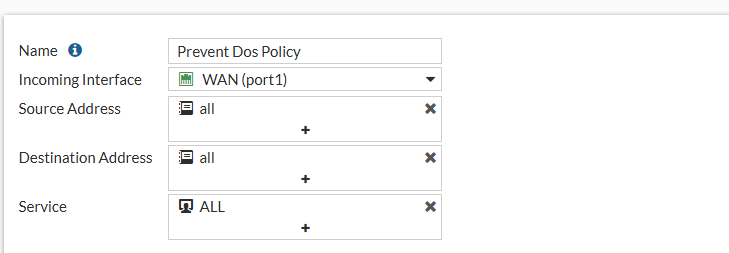 Name Prevent Dos Policy
Incoming Interface WAN (port1)
Source Address all
+
Destination Address all
+
Service ALL
+